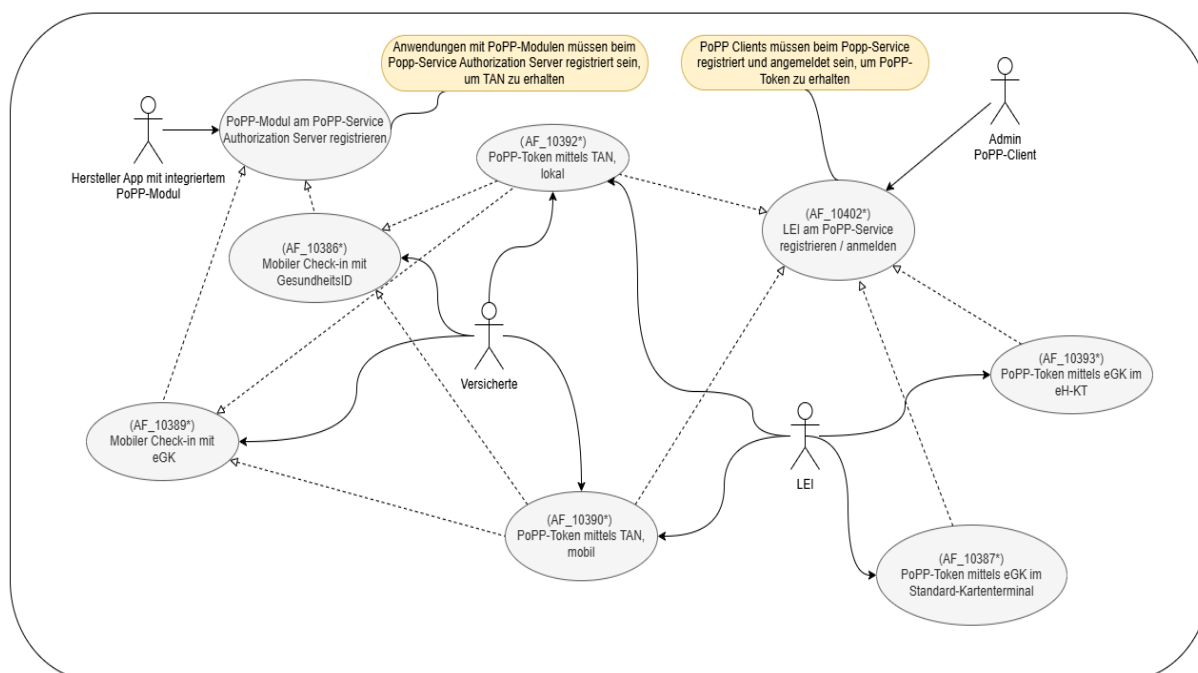 Anwendungen mit PoPP-Modulen müssen beim
Popp-Service Authorization Server registriert sein,
um TAN zu erhalten
PoPP Clients müssen beim Popp-Service
registriert und angemeldet sein, um PoPP-
Token zu erhalten
PoPP-Modul am PoPP-Service
Authorization Server registrieren
Hersteller App mit integriertem
PoPP-Modul
(AF_10392*)
PoPP-Token mittels TAN,
lokal
Admin
PoPP-Client
(AF_10402*)
LEI am PoPP-Service
registrieren / anmelden
(AF_10386*)
Mobiler Check-in mit
GesundheitsID
Versicherte
(AF_10393*)
PoPP-Token mittels eGK im
eH-KT
(AF_10389*)
Mobiler Check-in mit
eGK
LEI
(AF_10390*)
PoPP-Token mittels TAN,
mobil
(AF_10387*)
PoPP-Token mittels eGK im
Standard-Kartenterminal